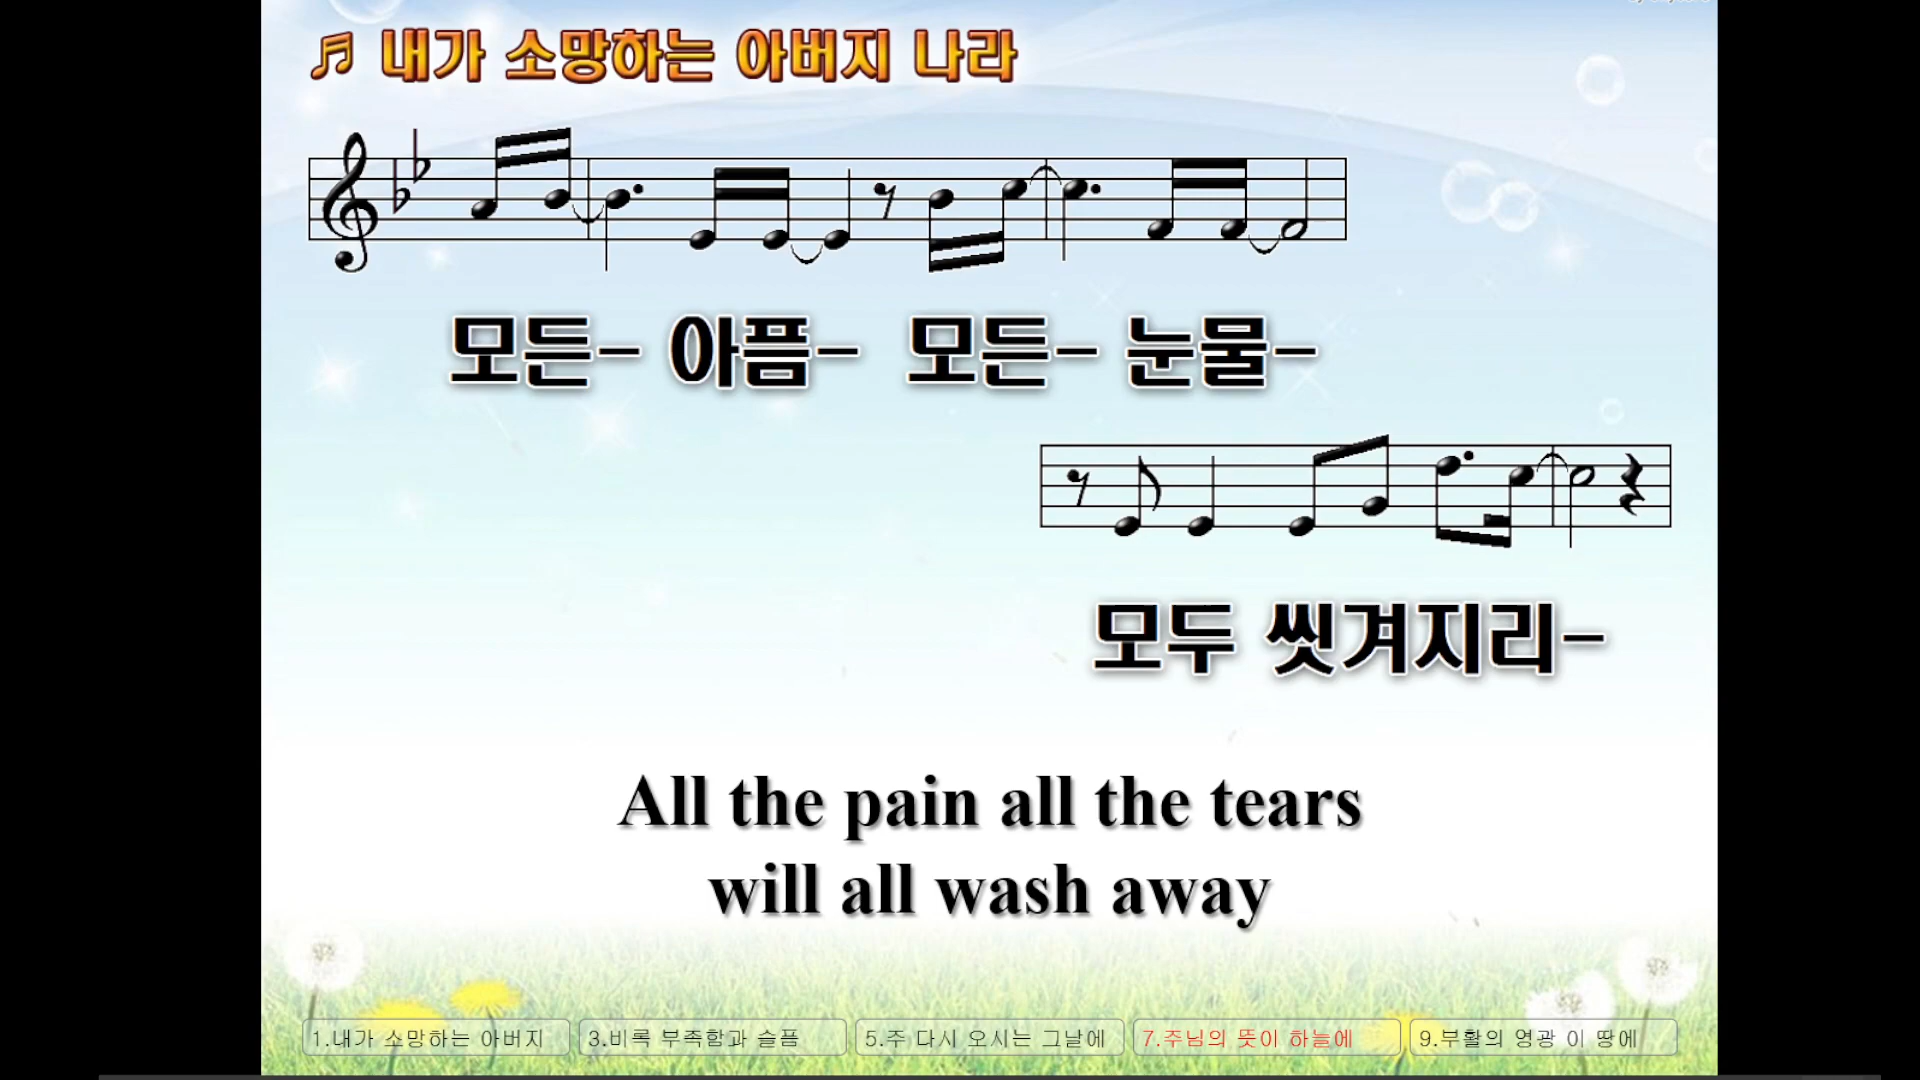 ♬ 내가 소망하는 아버지 나라
모든- 아픔- 모든- 눈물-
모두 씻겨지리-
All the pain all the tears
will all wash away
1.내가 소망하는 아버지
3.비록 부족함과 슬픔
5.주 다시 오시는 그날에
7.주님의 뜻이 하늘에
9.부활의 영광 이 땅에